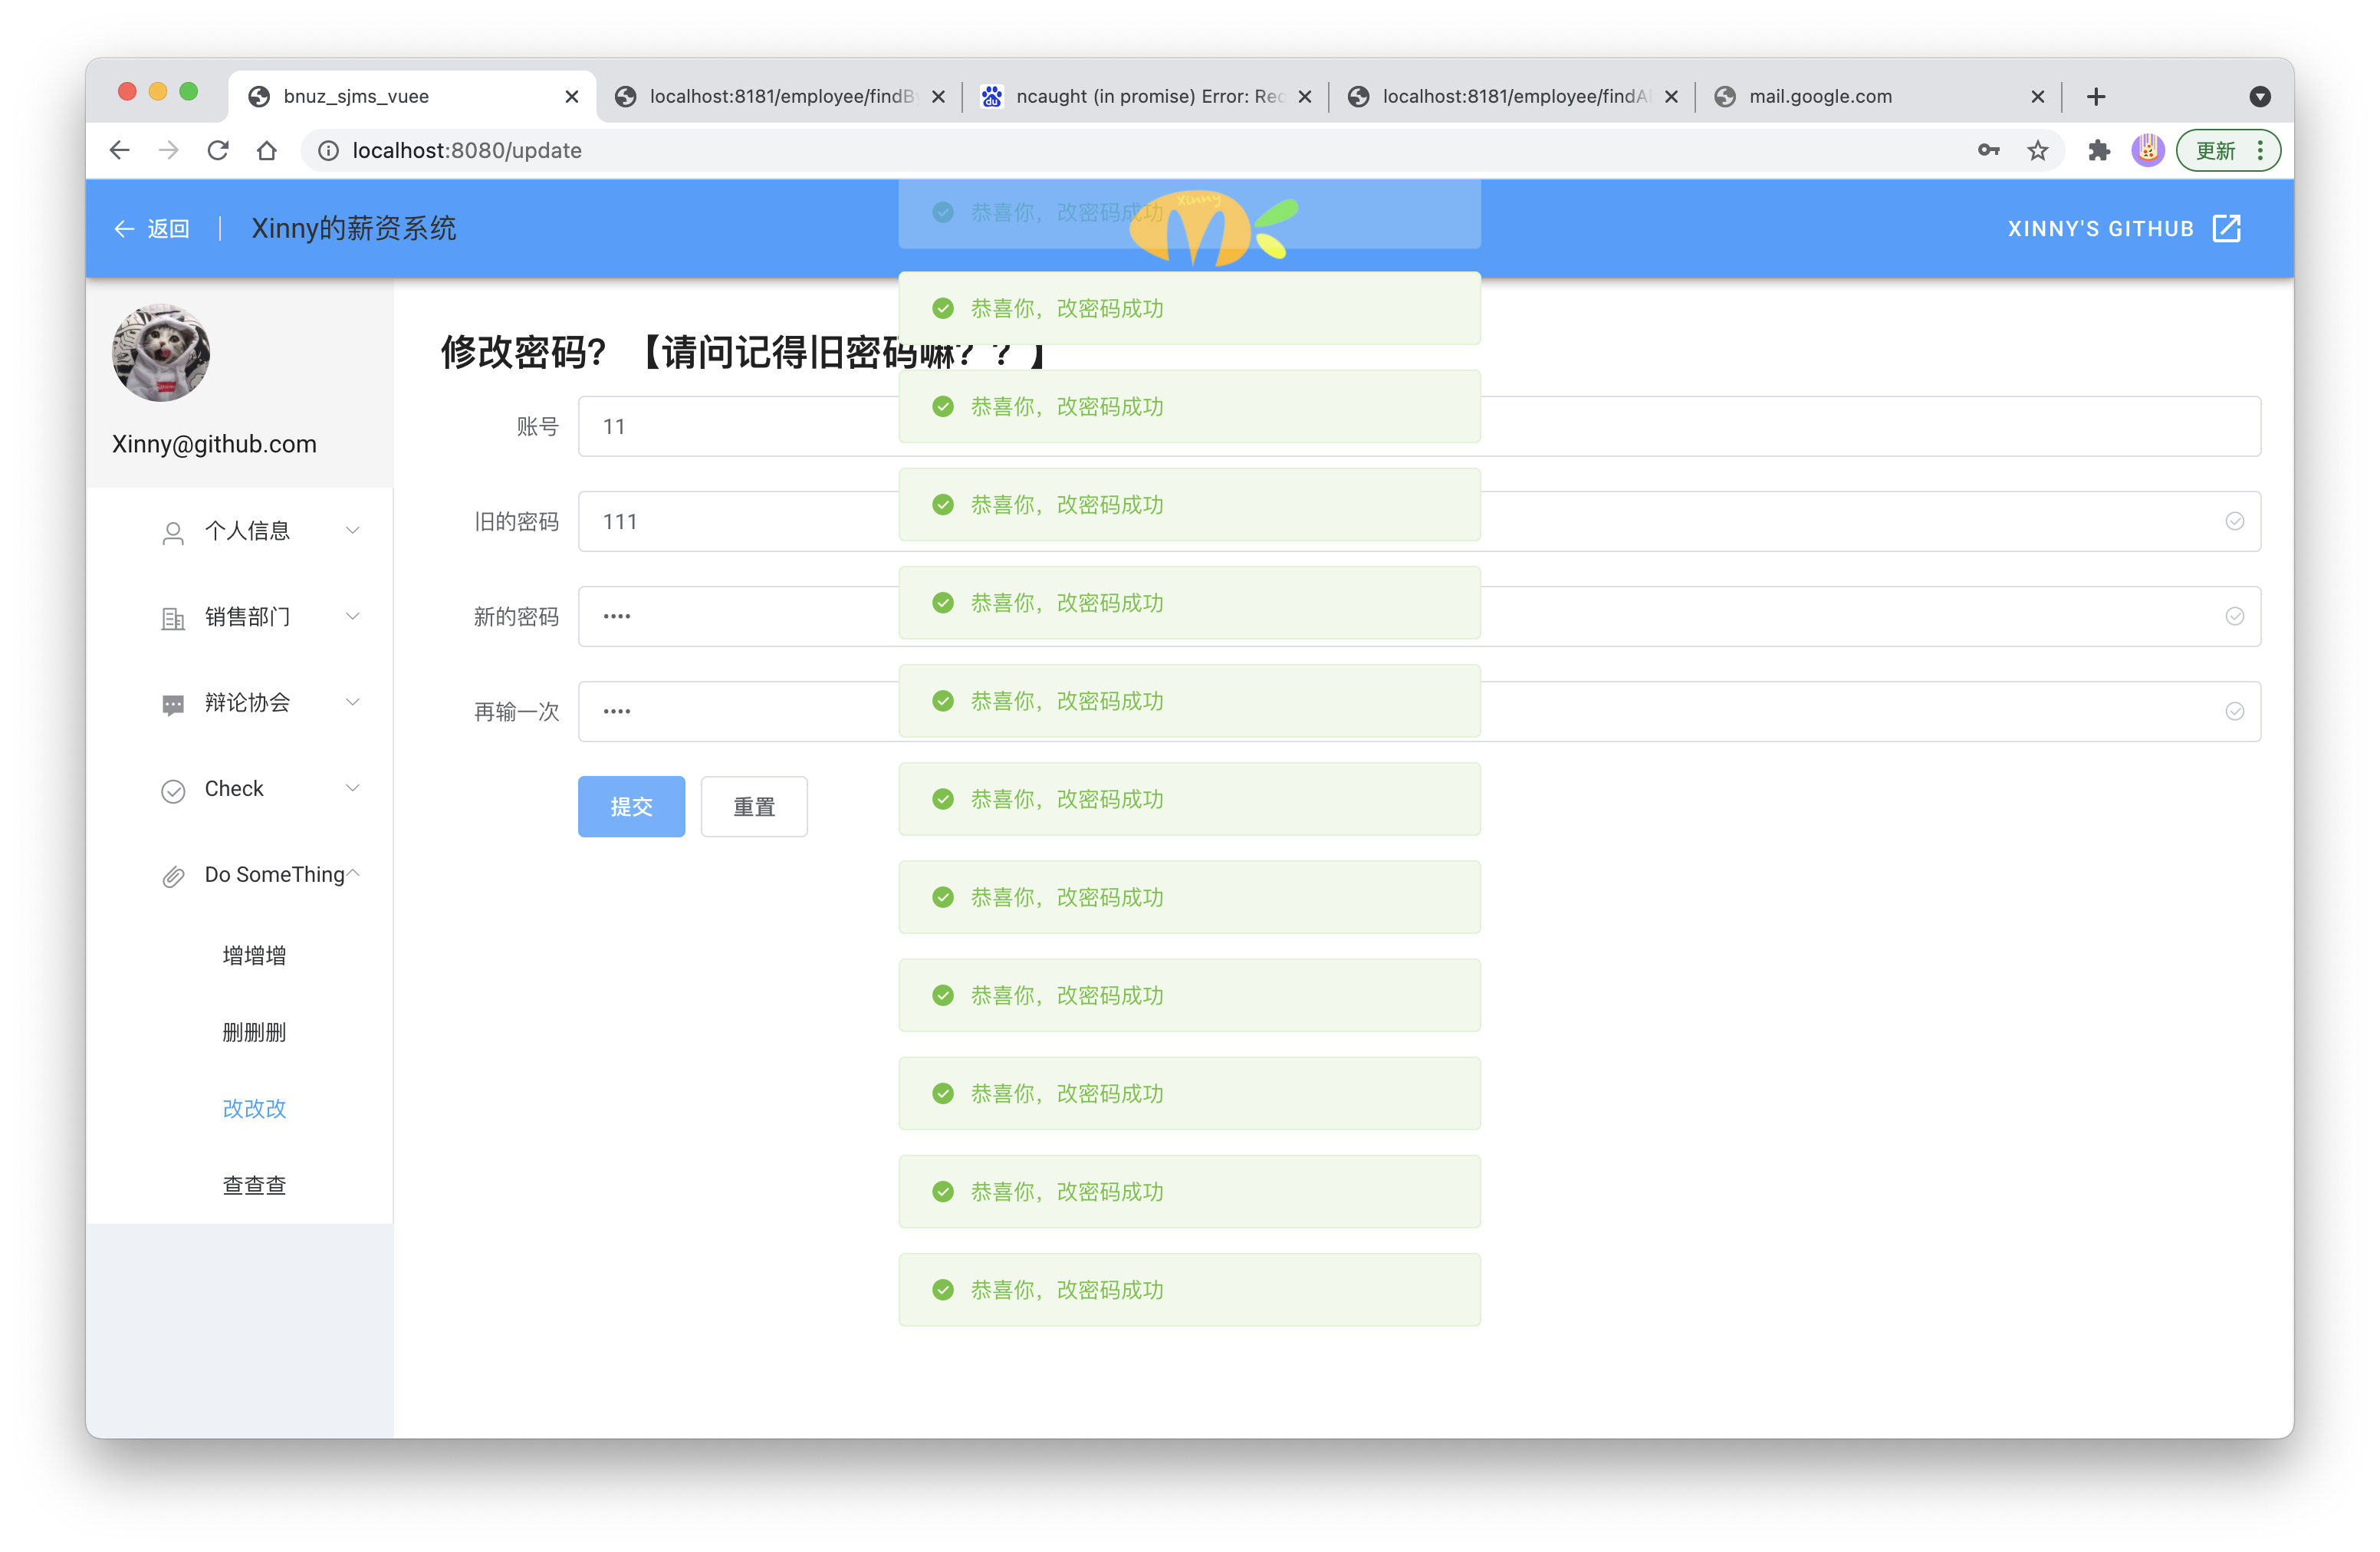 bnuz_sjms_vuee
localhost:8181/employee/findBy
ncaught (in promise) Error: Rec
localhost:8181/employee/findAl
mail.google.com
localhost:8080/update
更新
返回
Xinny的薪资系统
恭喜你，改密码成功
Xinny
XINNY'S GITHUB
Xinny@github.com
个人信息
销售部门
辩论协会
Check
Do SomeThing
增增增
删删删
改改改
查查查
修改密码？【请问记得旧密码嘛？？】
账号
11
旧的密码
111
新的密码
••••
再输一次
••••
提交
重置
恭喜你，改密码成功
恭喜你，改密码成功
恭喜你，改密码成功
恭喜你，改密码成功
恭喜你，改密码成功
恭喜你，改密码成功
恭喜你，改密码成功
恭喜你，改密码成功
恭喜你，改密码成功
恭喜你，改密码成功
恭喜你，改密码成功